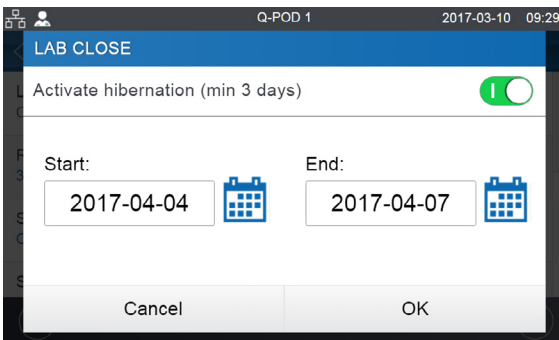 Q-POD 1 2017-03-10 09:29
LAB CLOSE
Activate hibernation (min 3 days)
Start: End:
2017-04-04 2017-04-07
Cancel OK